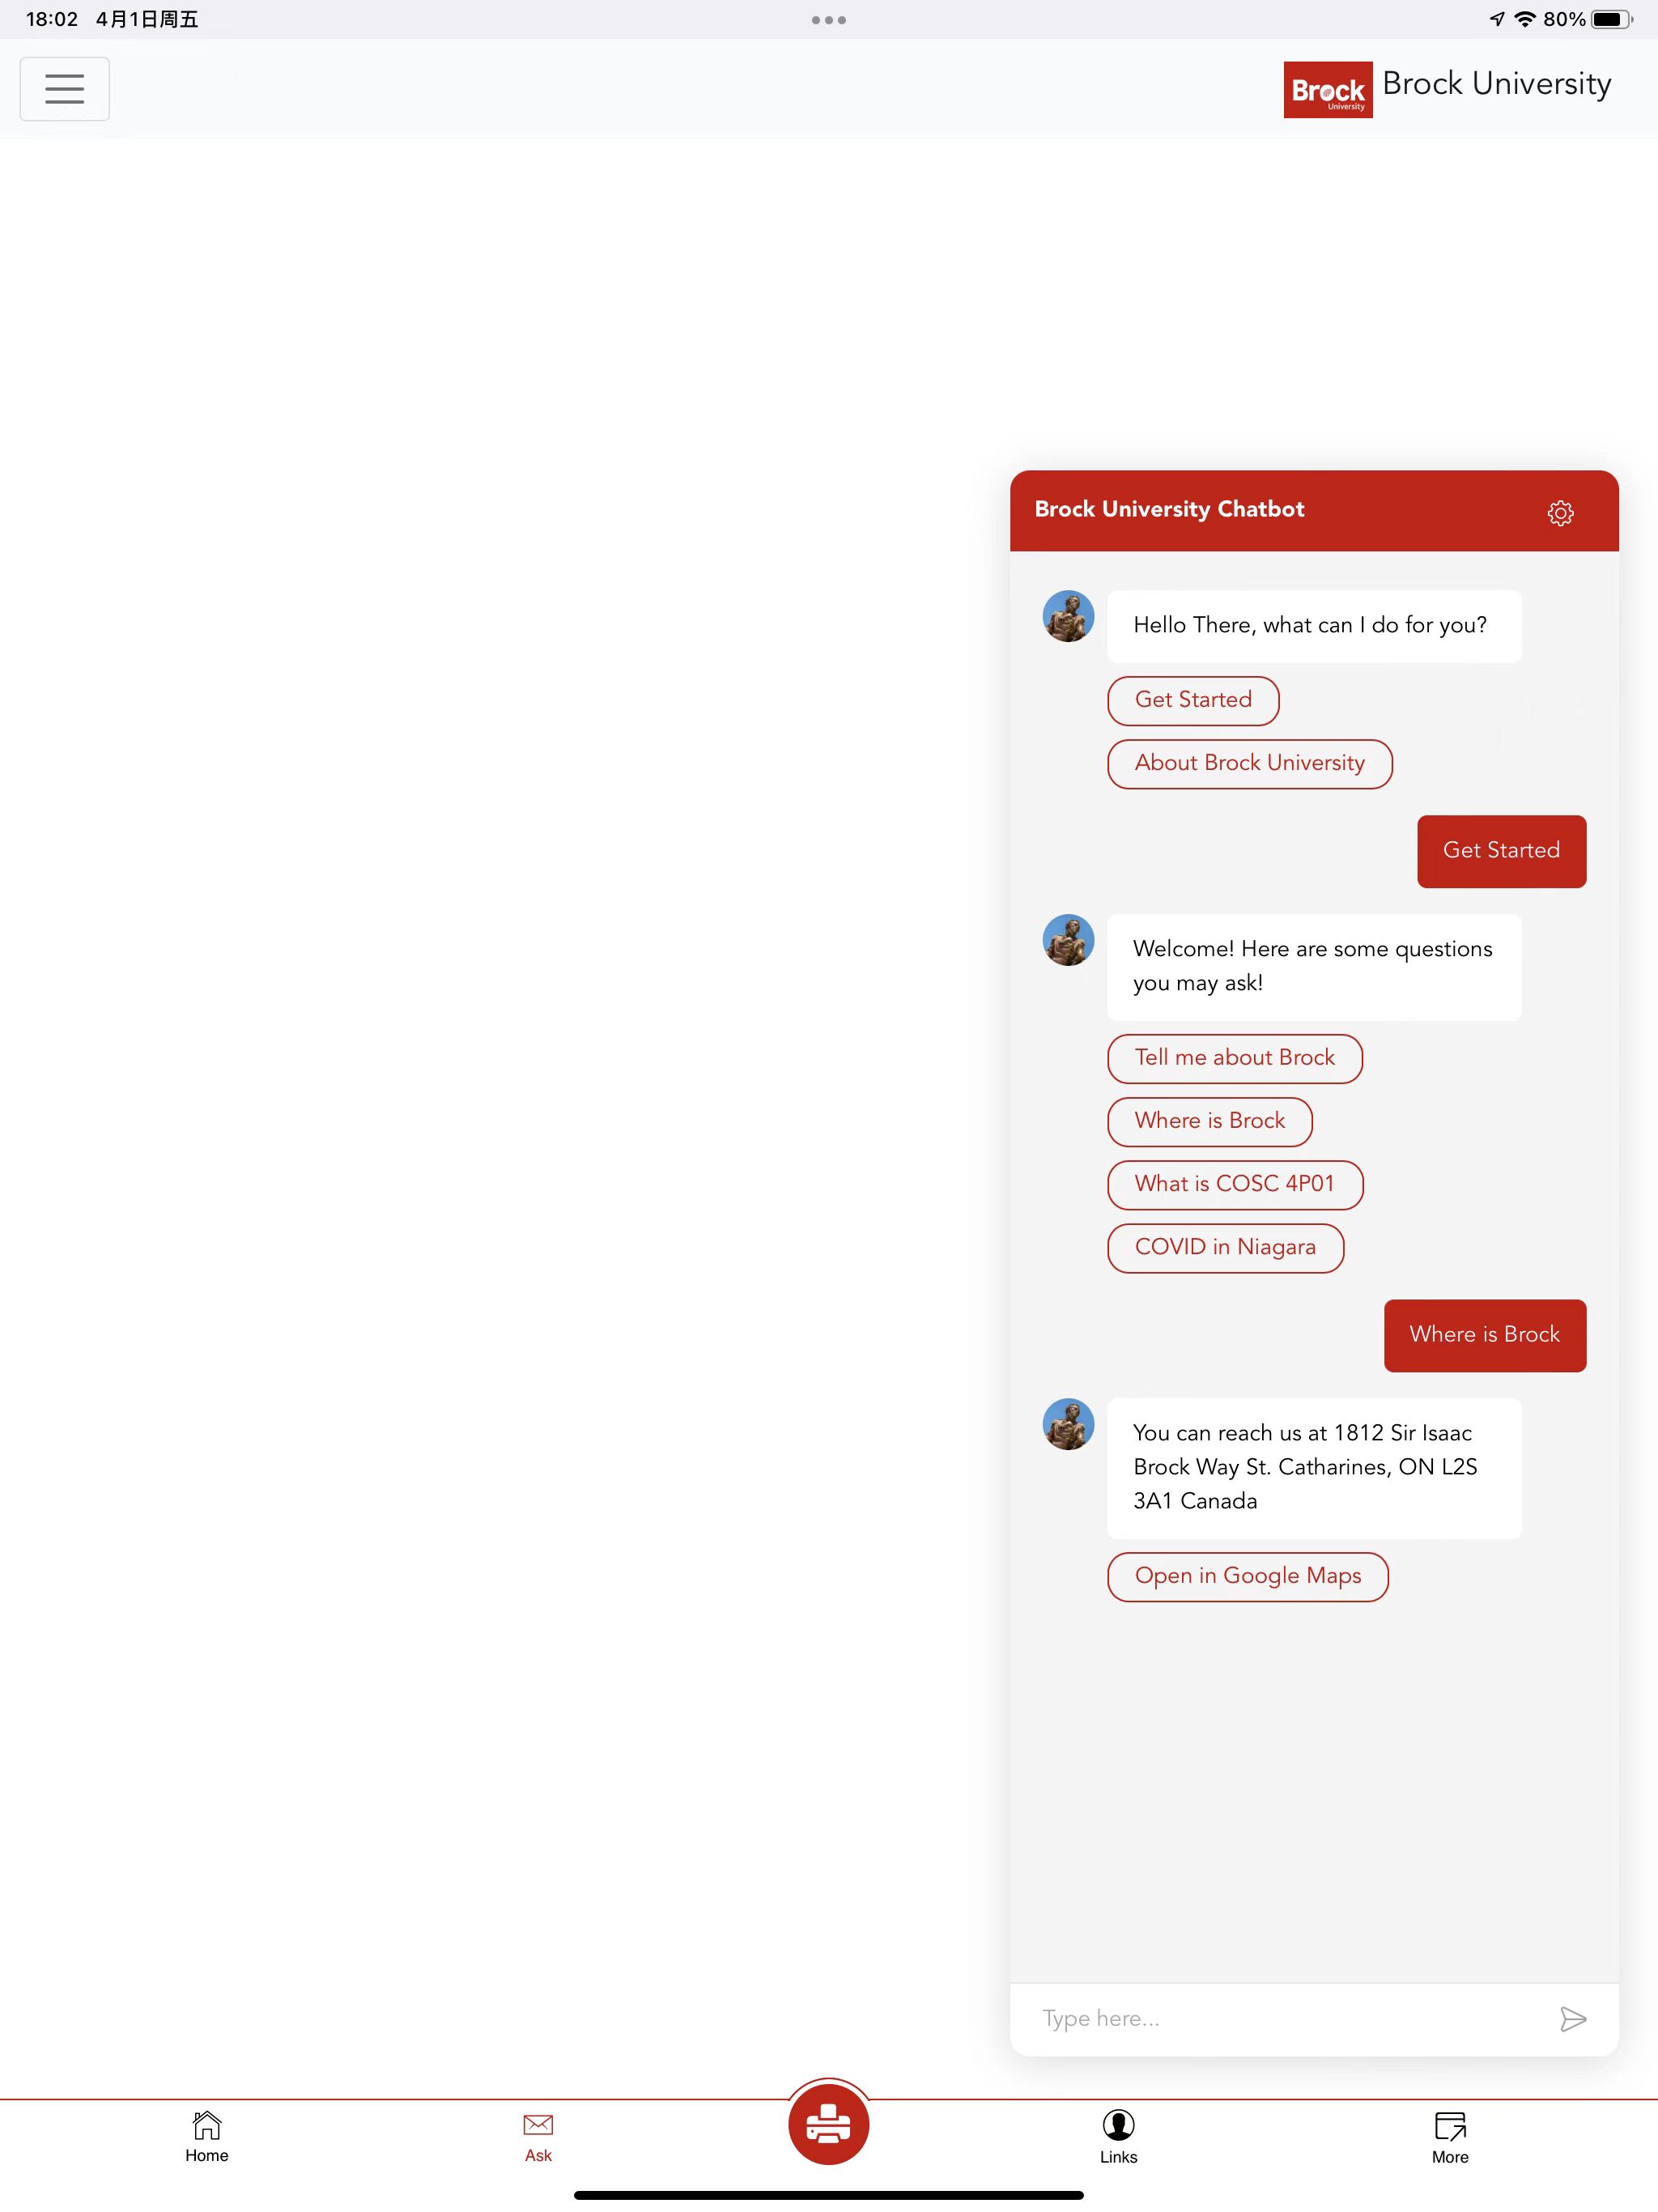 18:02 4月1日周五
80%
Brock
University
Brock University
Brock University Chatbot
Hello There, what can I do for you?
Get Started
About Brock University
Get Started
Welcome! Here are some questions
you may ask!
Tell me about Brock
Where is Brock
What is COSC 4P01
COVID in Niagara
Where is Brock
You can reach us at 1812 Sir Isaac
Brock Way St. Catharines, ON L2S
3A1 Canada
Open in Google Maps
Type here...
Home
Ask
Links
More